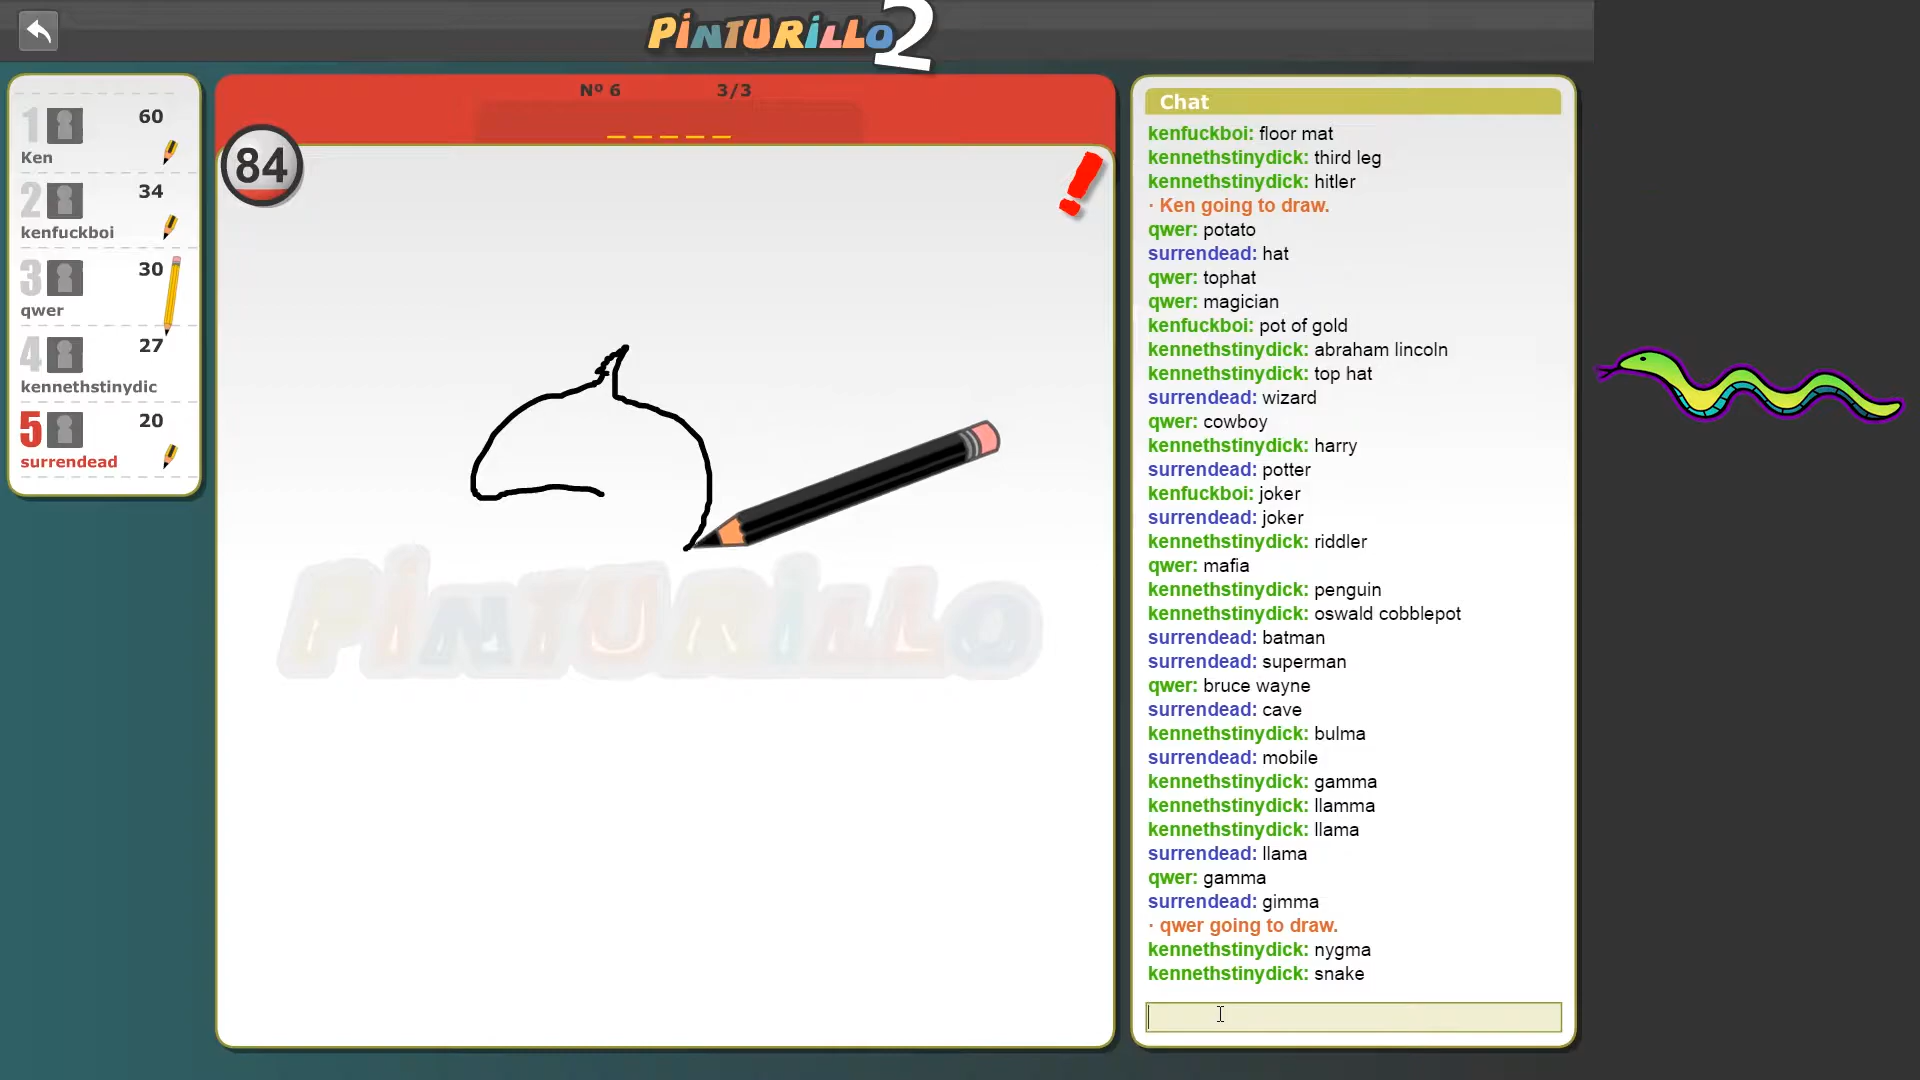 PINTURILLO 2
1
60
Ken
2
34
kenfuckboi
3
30
qwer
4
27
kennethstinydic
5
20
surrendead
Nº 6 3/3
_ _ _ _ _
84
!
PINTURILLO
Chat
kenfuckboi: floor mat
kennethstinydick: third leg
kennethstinydick: hitler
· Ken going to draw.
qwer: potato
surrendead: hat
qwer: tophat
qwer: magician
kenfuckboi: pot of gold
kennethstinydick: abraham lincoln
kennethstinydick: top hat
surrendead: wizard
qwer: cowboy
kennethstinydick: harry
surrendead: potter
kenfuckboi: joker
surrendead: joker
kennethstinydick: riddler
qwer: mafia
kennethstinydick: penguin
kennethstinydick: oswald cobblepot
surrendead: batman
surrendead: superman
qwer: bruce wayne
surrendead: cave
kennethstinydick: bulma
surrendead: mobile
kennethstinydick: gamma
kennethstinydick: llamma
kennethstinydick: llama
surrendead: llama
qwer: gamma
surrendead: gimma
· qwer going to draw.
kennethstinydick: nygma
kennethstinydick: snake